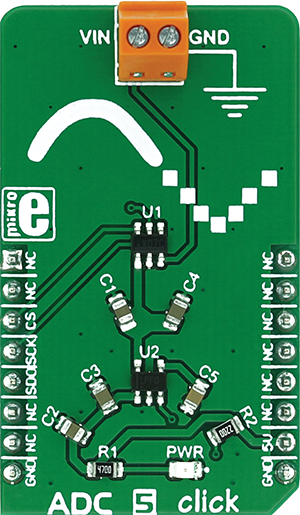 VIN GND
mikro e
U1
NC NC
NC NC
CS NC
C1 C4
SCK NC
U2
SDO NC
C3 C5
NC NC
C2 R2
NC 5V
R1 PWR
GND GND
4700
ADC 5 click